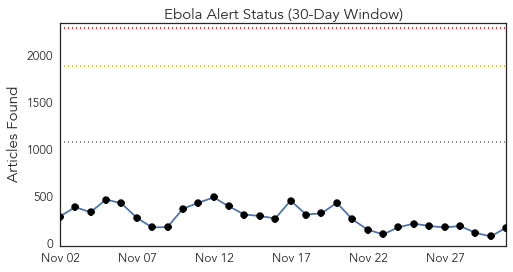 Ebola Alert Status (30-Day Window)
Articles Found
2000
1500
1000
500
0
Nov 02 Nov 07 Nov 12 Nov 17 Nov 22 Nov 27